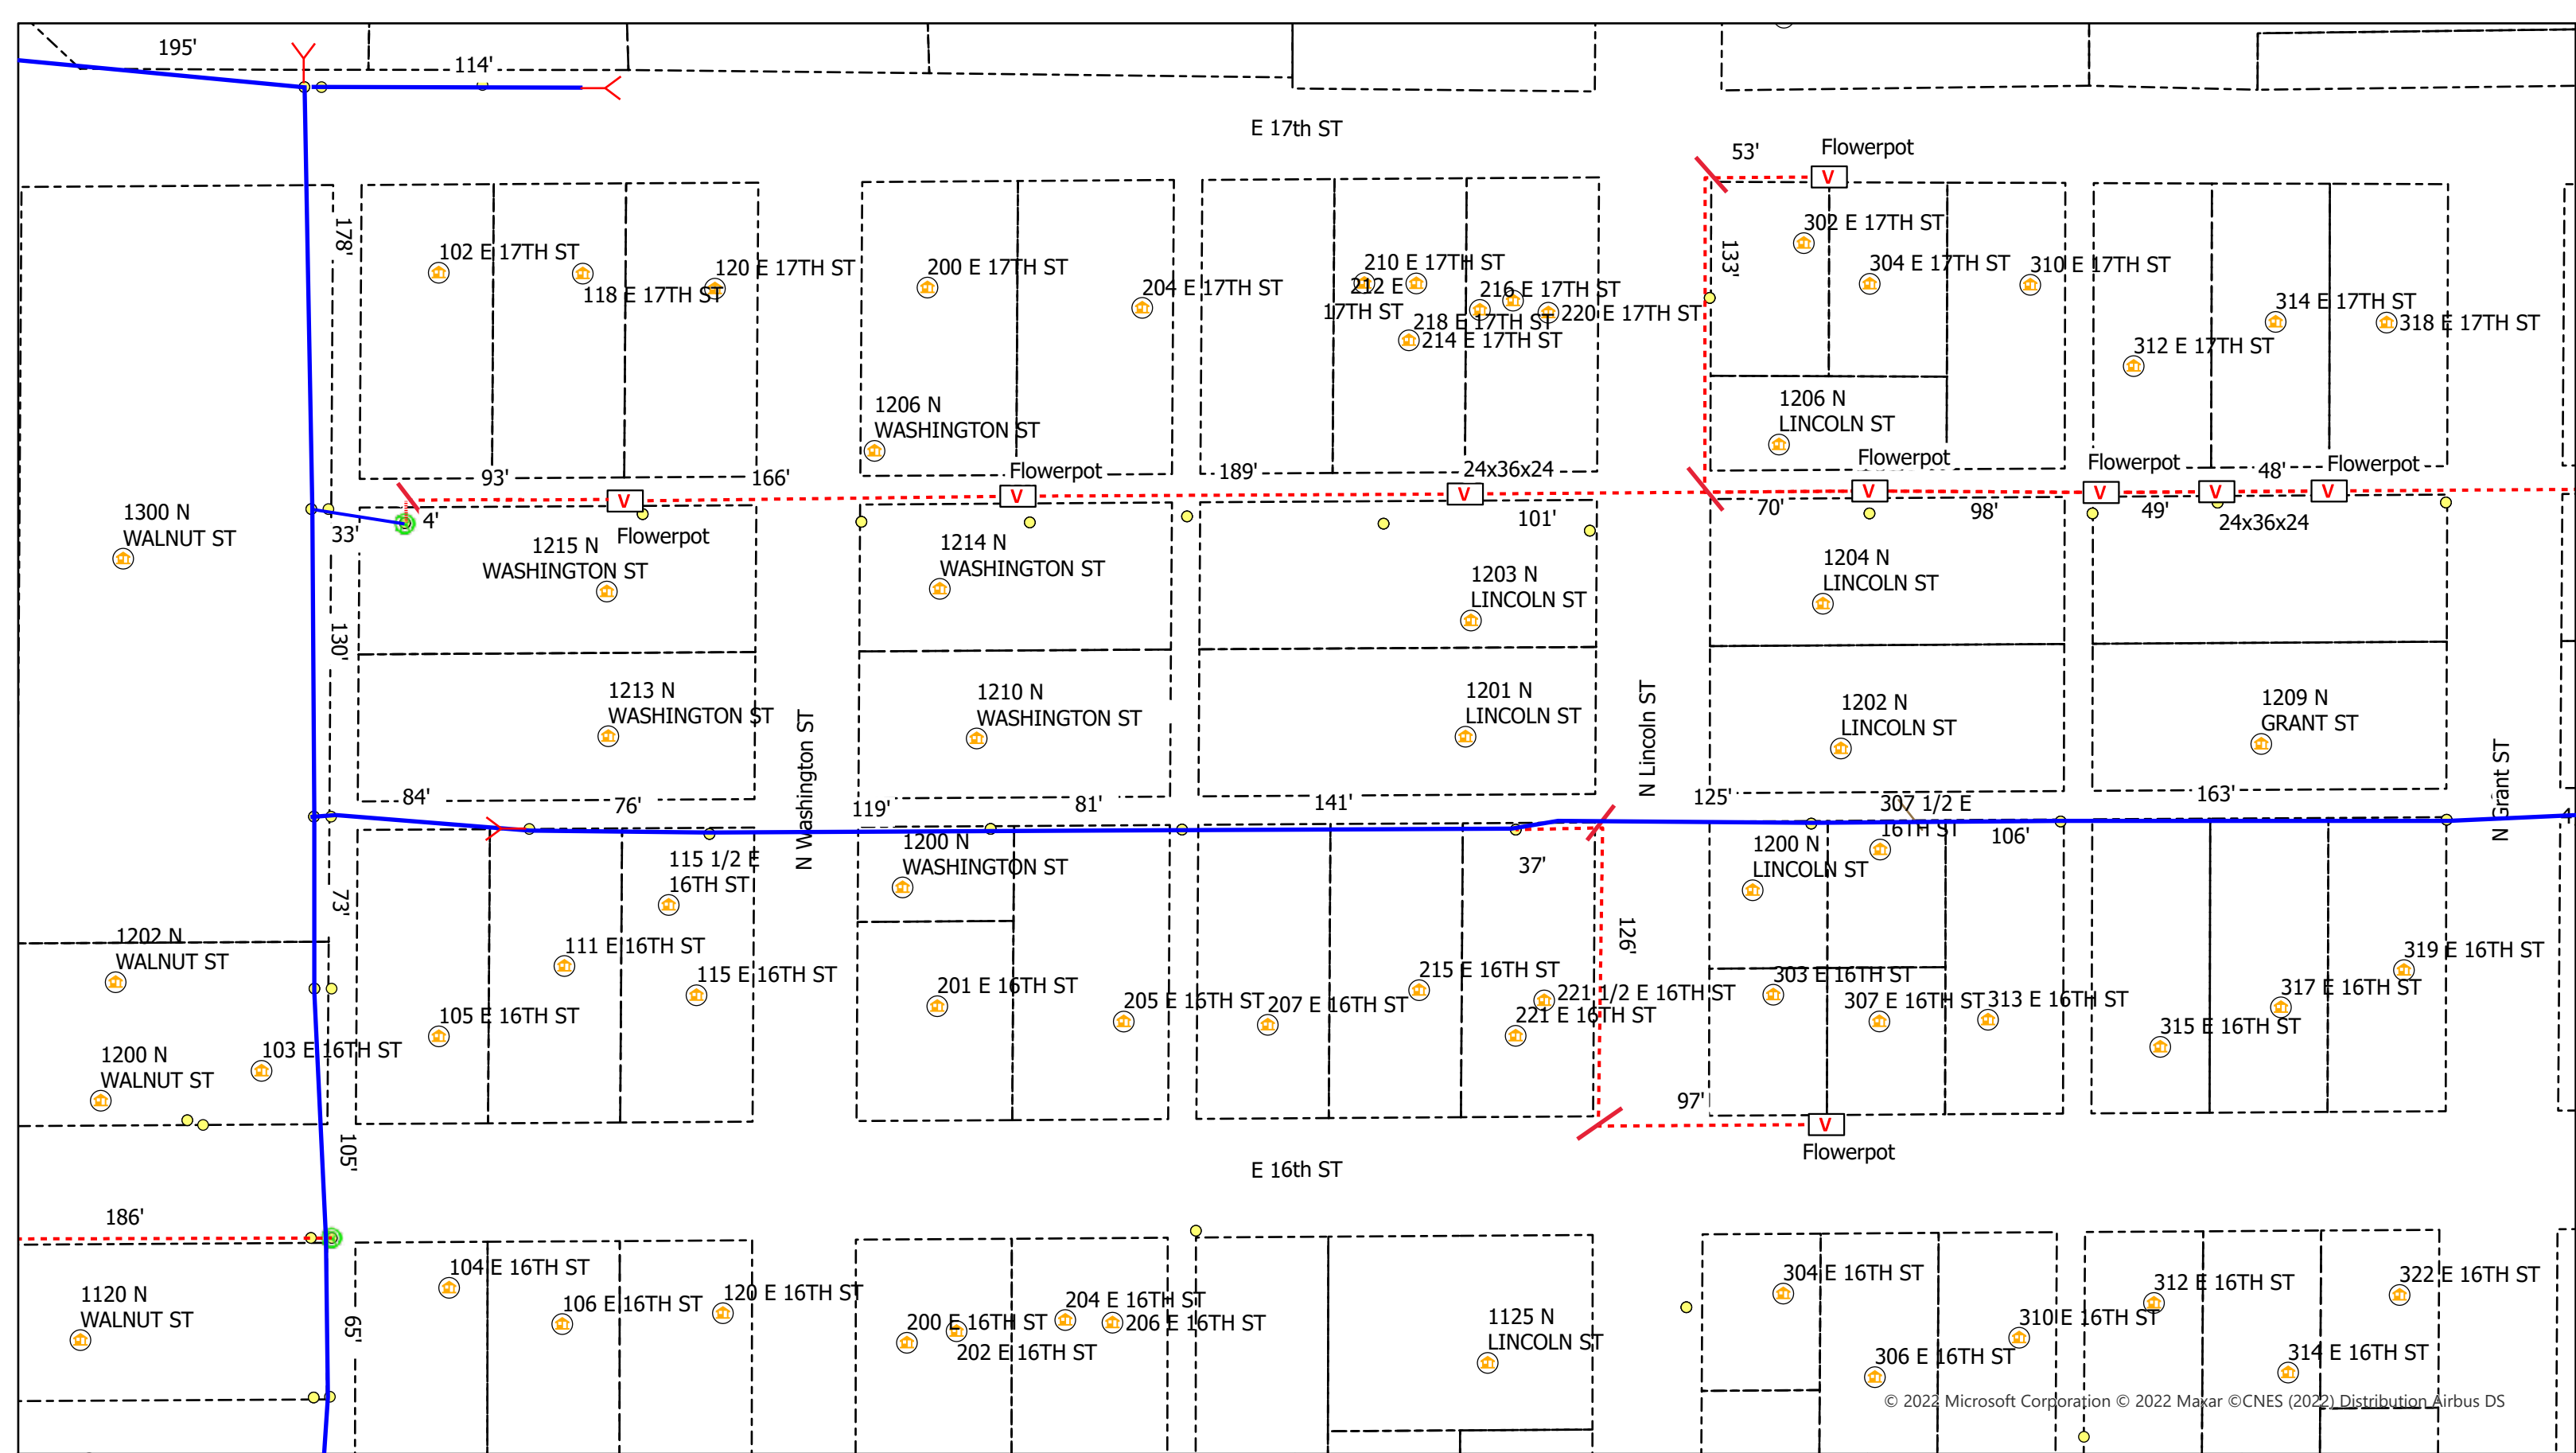 195'
114'
E 17th ST
53'
Flowerpot
178'
133'
102 E 17TH ST
118 E 17TH ST
120 E 17TH ST
200 E 17TH ST
204 E 17TH ST
210 E 17TH ST
212 E
17TH ST
216 E 17TH ST
218 E 17TH ST
220 E 17TH ST
214 E 17TH ST
V
302 E 17TH ST
304 E 17TH ST
310 E 17TH ST
314 E 17TH ST
318 E 17TH ST
312 E 17TH ST
1206 N
WASHINGTON ST
1206 N
LINCOLN ST
93'
166'
Flowerpot
189'
24x36x24
Flowerpot
Flowerpot
48'
Flowerpot
V
V
V
V
V
V
V
1300 N
WALNUT ST
33'
4'
Flowerpot
101'
70'
98'
49'
24x36x24
1215 N
WASHINGTON ST
1214 N
WASHINGTON ST
1203 N
LINCOLN ST
1204 N
LINCOLN ST
130'
1213 N
WASHINGTON ST
1210 N
WASHINGTON ST
1201 N
LINCOLN ST
1202 N
LINCOLN ST
1209 N
GRANT ST
N Washington ST
N Lincoln ST
N Grant ST
84'
76'
119'
81'
141'
125'
307 1/2 E
16TH ST
106'
163'
4
37'
73'
115 1/2 E
16TH ST
1200 N
WASHINGTON ST
1200 N
LINCOLN ST
126'
1202 N
WALNUT ST
111 E 16TH ST
115 E 16TH ST
105 E 16TH ST
201 E 16TH ST
205 E 16TH ST
207 E 16TH ST
215 E 16TH ST
221 1/2 E 16TH ST
221 E 16TH ST
303 E 16TH ST
307 E 16TH ST
313 E 16TH ST
315 E 16TH ST
317 E 16TH ST
319 E 16TH ST
1200 N
WALNUT ST
103 E 16TH ST
97'
V
Flowerpot
105'
E 16th ST
186'
65'
1120 N
WALNUT ST
104 E 16TH ST
106 E 16TH ST
120 E 16TH ST
200 E 16TH ST
202 E 16TH ST
204 E 16TH ST
206 E 16TH ST
1125 N
LINCOLN ST
304 E 16TH ST
306 E 16TH ST
310 E 16TH ST
312 E 16TH ST
314 E 16TH ST
322 E 16TH ST
© 2022 Microsoft Corporation © 2022 Maxar ©CNES (2022) Distribution Airbus DS